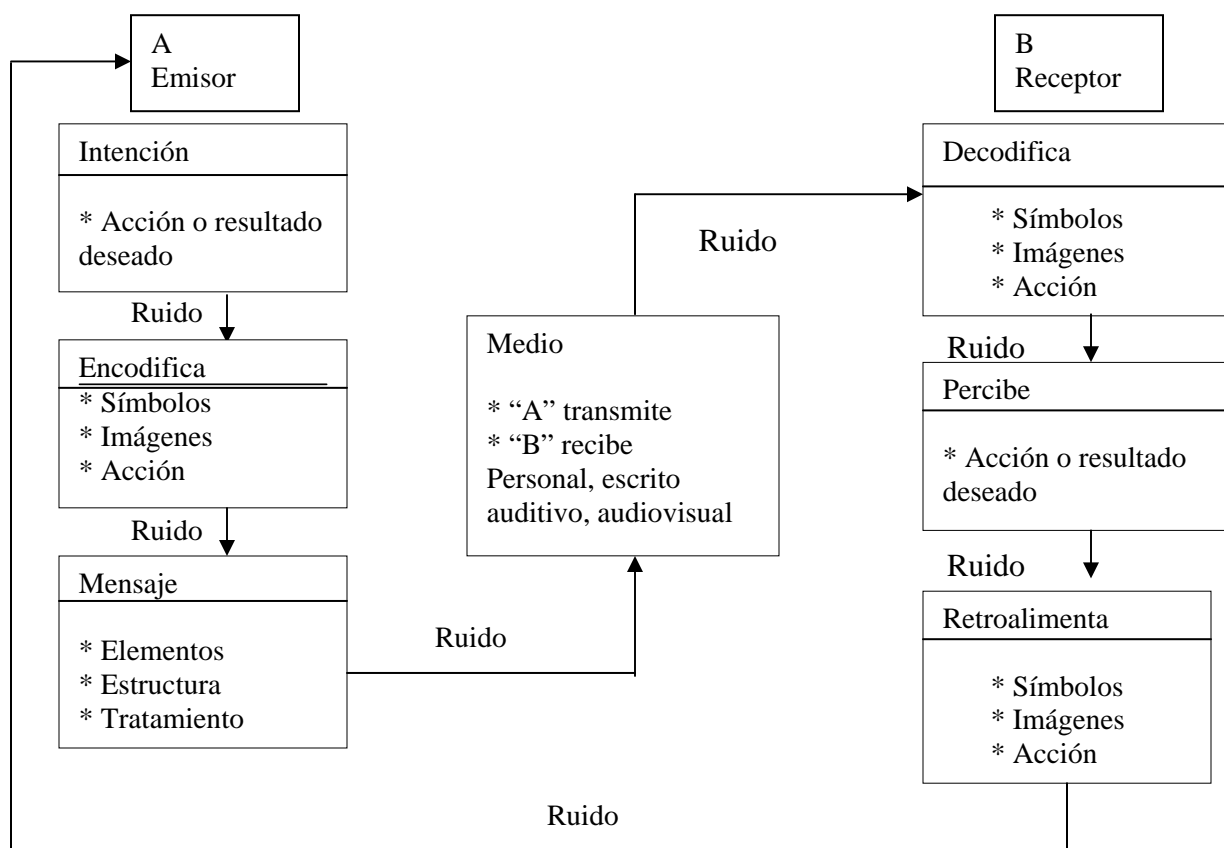 A
Emisor
Intención
* Acción o resultado
deseado
Ruido
Encodifica
* Símbolos
* Imágenes
* Acción
Ruido
Mensaje
* Elementos
* Estructura
* Tratamiento
Ruido
Medio
* “A” transmite
* “B” recibe
Personal, escrito
auditivo, audiovisual
Ruido
B
Receptor
Decodifica
* Símbolos
* Imágenes
* Acción
Ruido
Percibe
* Acción o resultado
deseado
Ruido
Retroalimenta
* Símbolos
* Imágenes
* Acción
Ruido